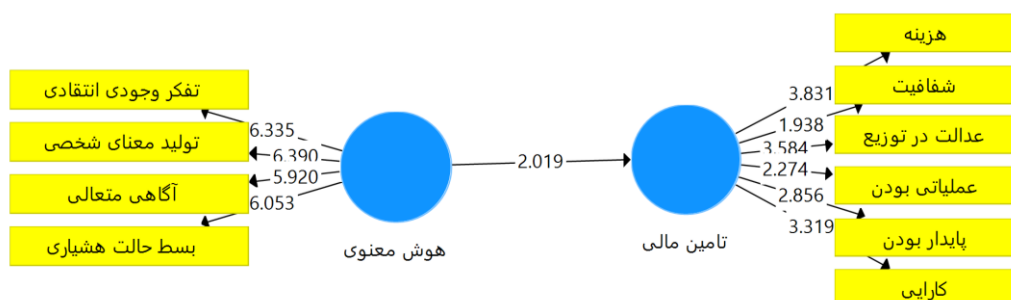 هزینه
شفافیت
عدالت در توزیع
عملیاتی بودن
پایدار بودن
کارایی
3.831
1.938
3.584
2.274
2.856
3.319
تامین مالی
2.019
هوش معنوی
6.335
6.390
5.920
6.053
تفکر وجودی انتقادی
تولید معنای شخصی
آگاهی متعالی
بسط حالت هشیاری